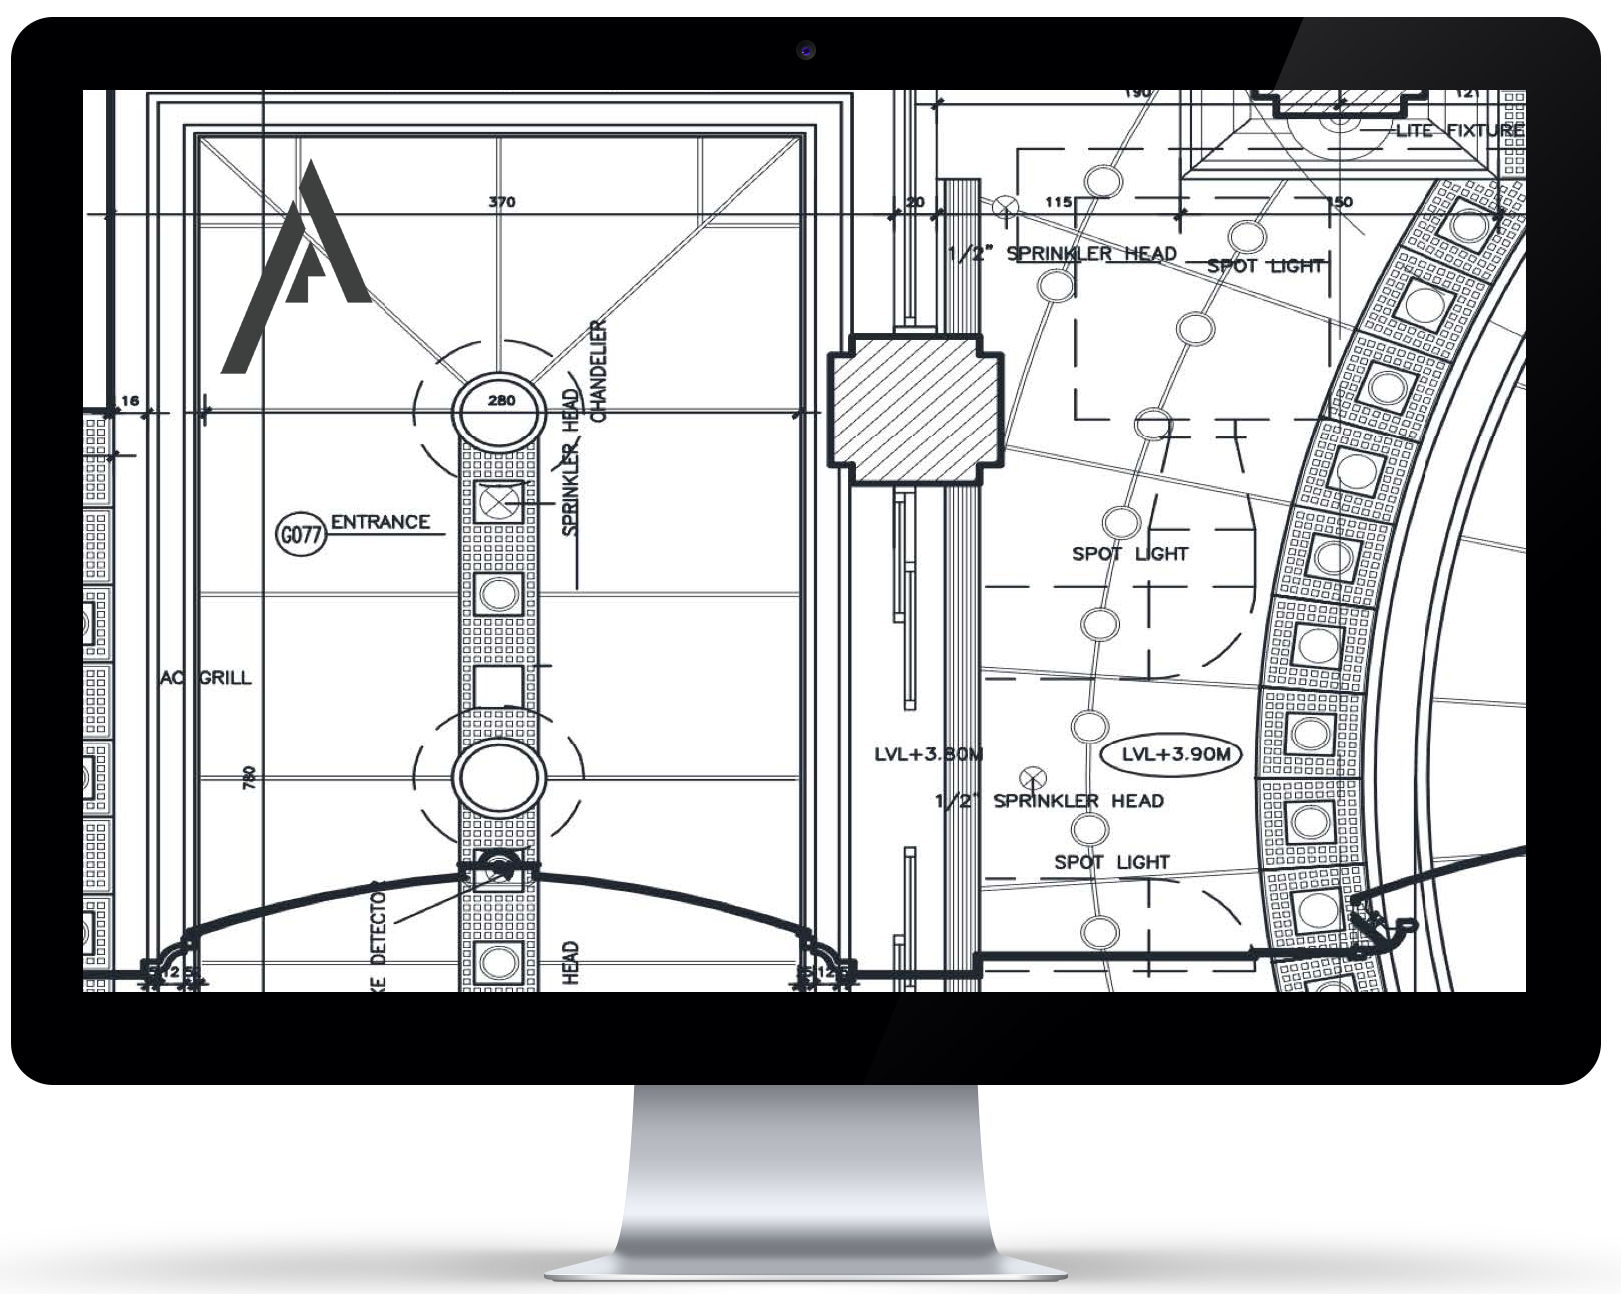 190
121
LITE FIXTURE
370
20
115
150
1/2" SPRINKLER HEAD
SPOT LIGHT
CHANDELIER
SPRINKLER HEAD
16
280
G077
ENTRANCE
SPOT LIGHT
AC GRILL
780
LVL+3.80M
LVL+3.90M
1/2" SPRINKLER HEAD
SPOT LIGHT
DETECTOR
HEAD
12
12